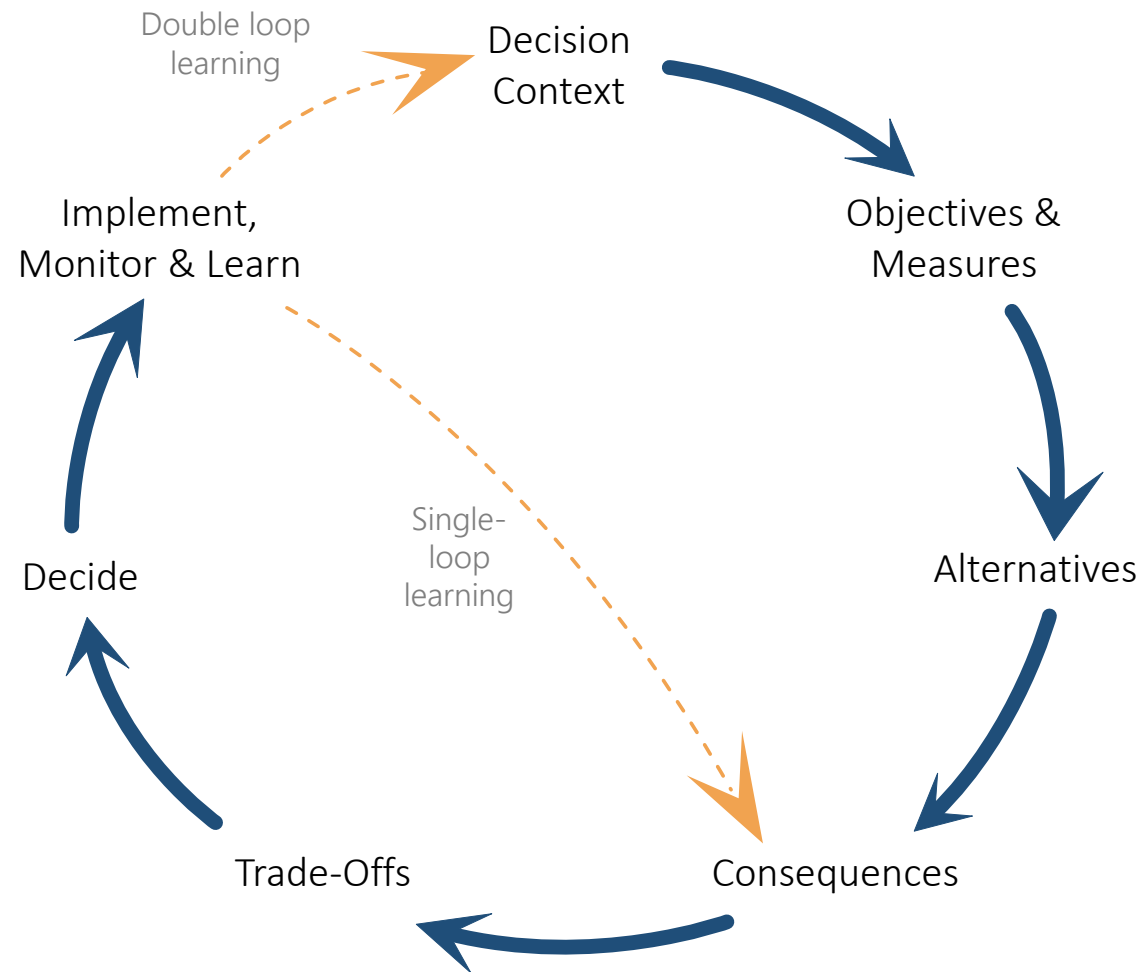 Double loop
learning
Decision
Context
Objectives &
Measures
Alternatives
Consequences
Trade-Offs
Decide
Implement,
Monitor & Learn
Single-
loop
learning